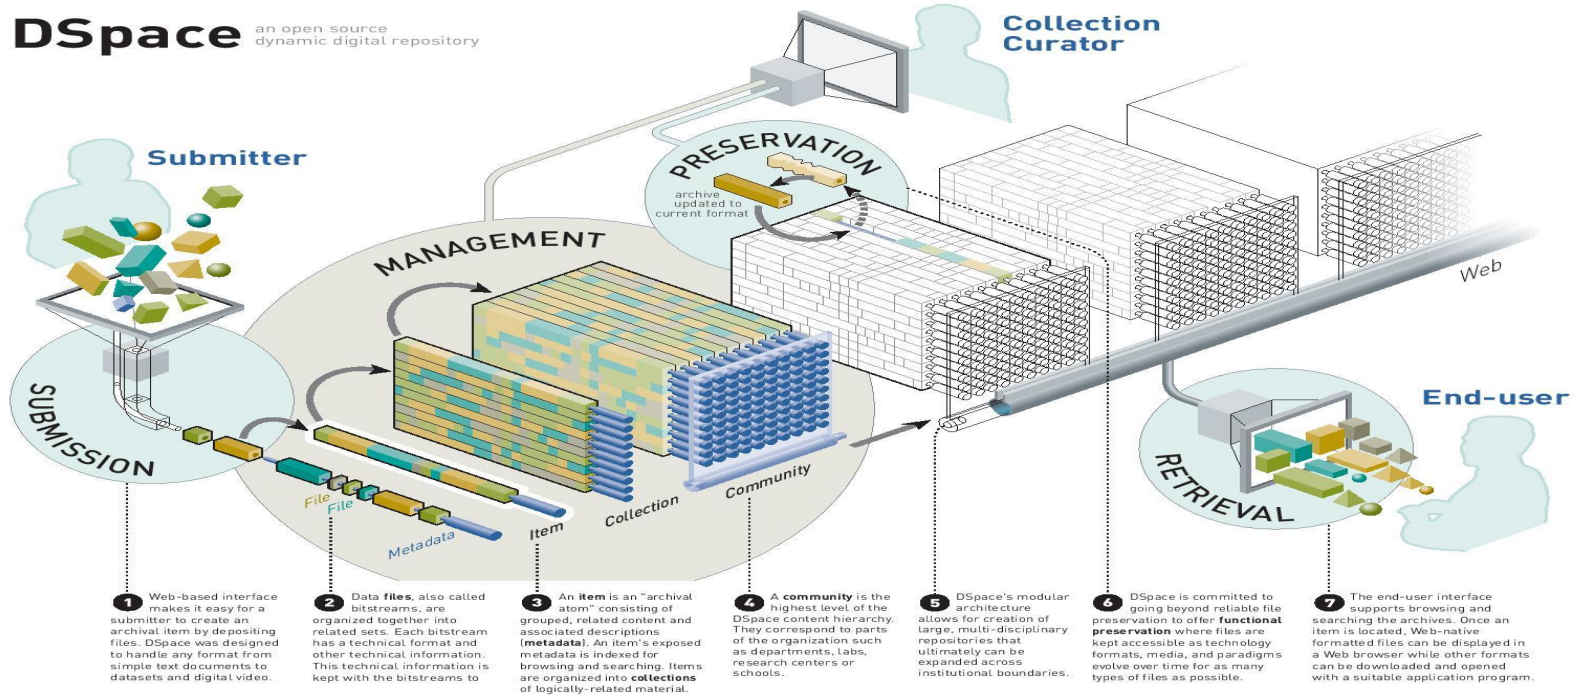 DSpace
an open source
dynamic digital repository
Collection
Curator
Submitter
PRESERVATION
archive
updated to
current format
MANAGEMENT
Web
SUBMISSION
End-user
RETRIEVAL
File
File
Metadata
Item
Collection
Community
1 Web-based interface
makes it easy for a
submitter to create an
archival item by depositing
files. DSpace was designed
to handle any format from
simple text documents to
datasets and digital video.
2 Data files, also called
bitstreams, are
organized together into
related sets. Each bitstream
has a technical format and
other technical information.
This technical information is
kept with the bitstreams to
3 An item is an "archival
atom" consisting of
grouped, related content and
associated descriptions
(metadata). An item's exposed
metadata is indexed for
browsing and searching. Items
are organized into collections
of logically-related material.
4 A community is the
highest level of the
DSpace content hierarchy.
They correspond to parts
of the organization such
as departments, labs,
research centers or
schools.
5 DSpace's modular
architecture
allows for creation of
large, multi-disciplinary
repositories that
ultimately can be
expanded across
institutional boundaries.
6 DSpace is committed to
going beyond reliable file
preservation to offer functional
preservation where files are
kept accessible as technology
formats, media, and paradigms
evolve over time for as many
types of files as possible.
7 The end-user interface
supports browsing and
searching the archives. Once an
item is located, Web-native
formatted files can be displayed in
a Web browser while other formats
can be downloaded and opened
with a suitable application program.